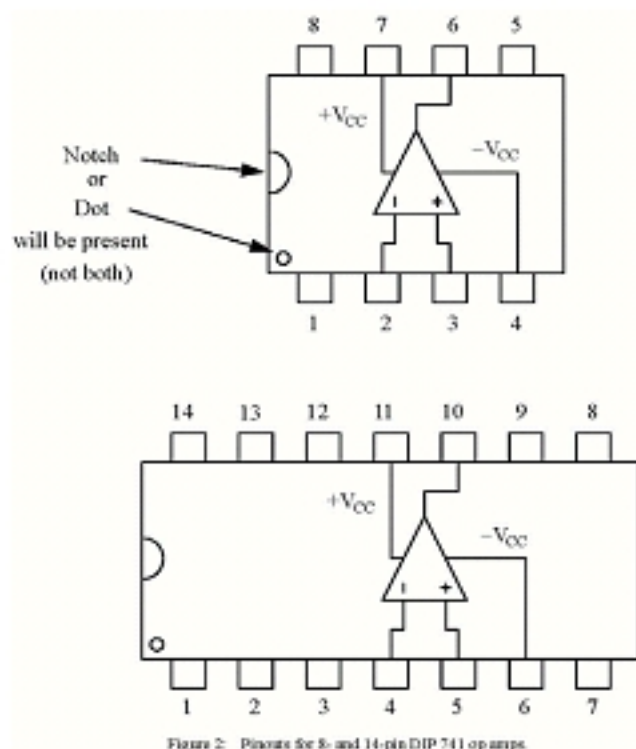 8 7 6 5
+VCC
−VCC
Notch
or
Dot
will be present
(not both)
− +
1 2 3 4
14 13 12 11 10 9 8
+VCC
−VCC
− +
1 2 3 4 5 6 7
Figure 2: Pinouts for 8- and 14-pin DIP 741 op amps.